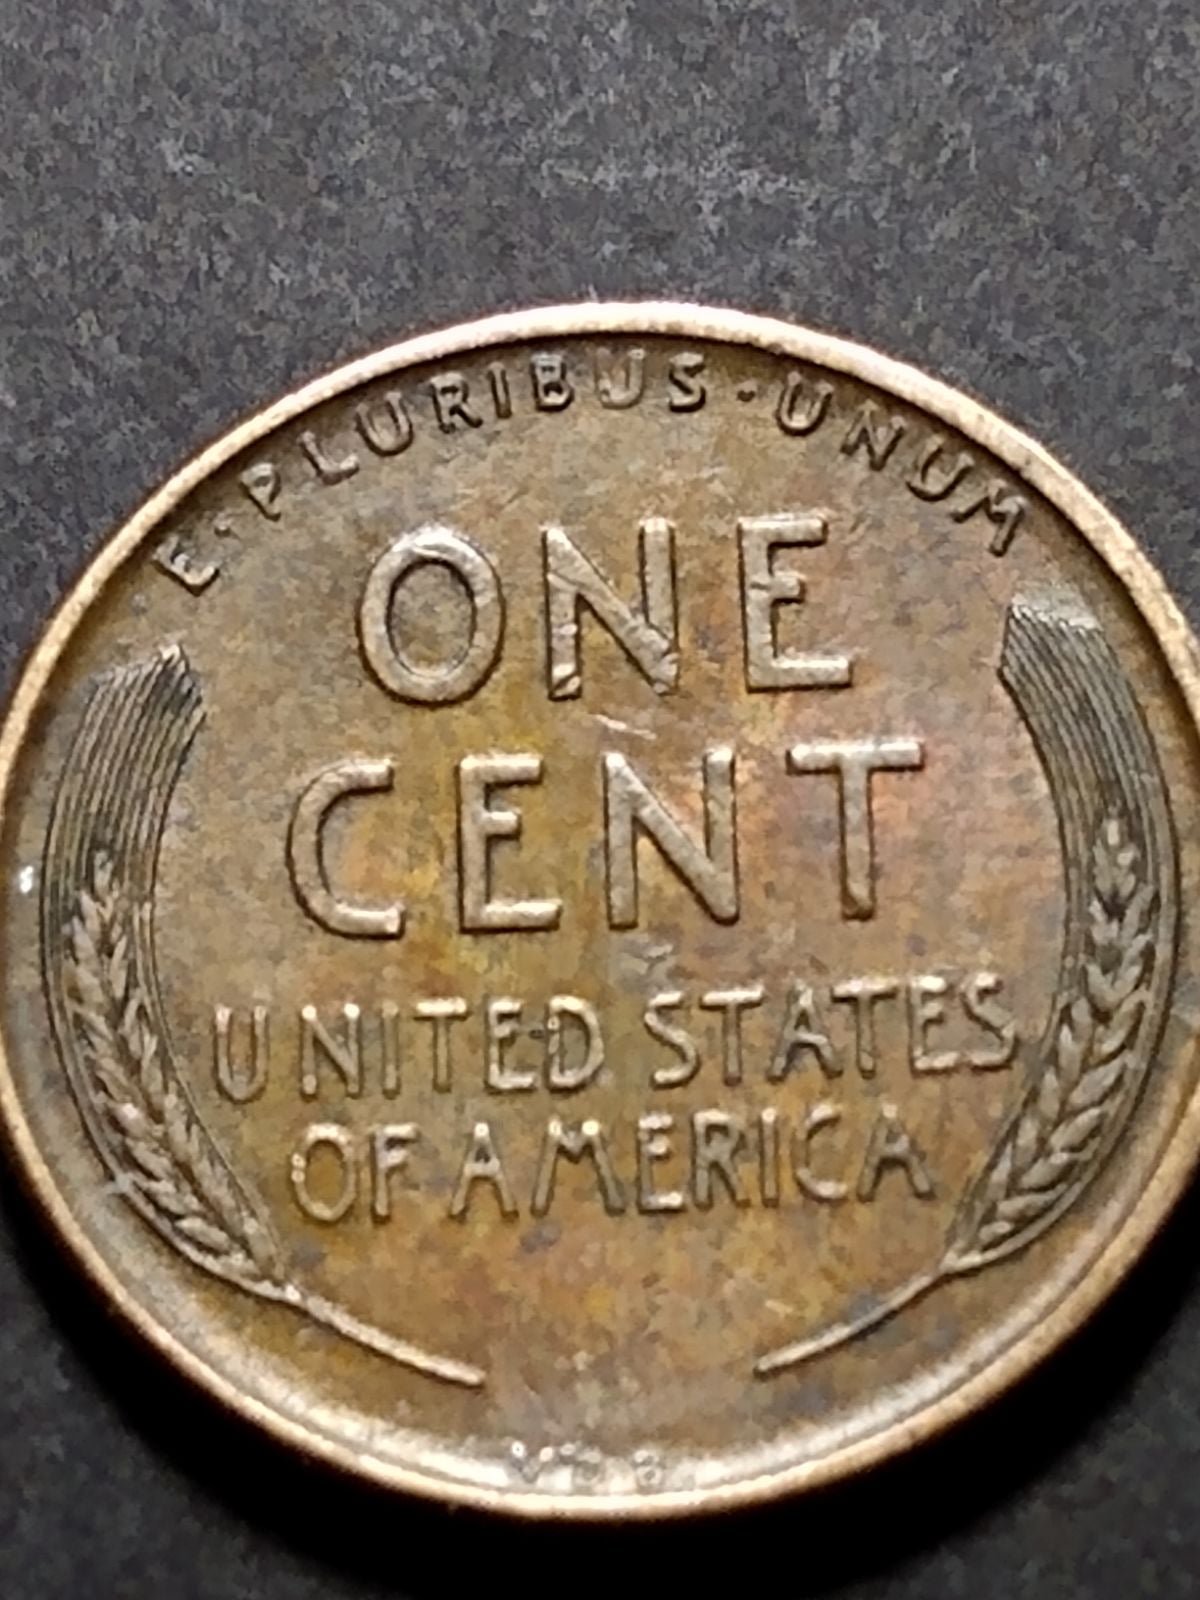 E·PLURIBUS·UNUM
ONE
CENT
UNITED STATES
OF AMERICA
V.D.B.